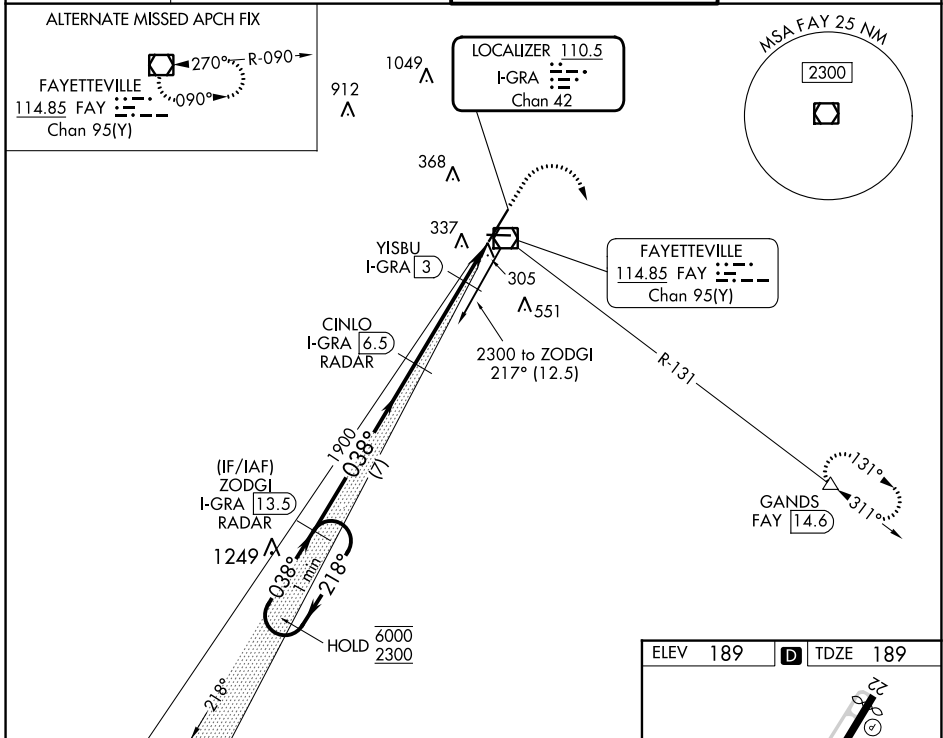 ALTERNATE MISSED APCH FIX
270°
R-090
090°
FAYETTEVILLE
114.85 FAY
Chan 95(Y)
912
1049
LOCALIZER 110.5
I-GRA
Chan 42
MSA FAY 25 NM
2300
368
337
YISBU
I-GRA 3
305
551
FAYETTEVILLE
114.85 FAY
Chan 95(Y)
CINLO
I-GRA 6.5
RADAR
2300 to ZODGI
217° (12.5)
R-131
1900
038°
(7)
(IF/IAF)
ZODGI
I-GRA 13.5
RADAR
1249
038°
1 min
218°
131°
311°
GANDS
FAY 14.6
HOLD 6000
2300
218°
ELEV 189 D TDZE 189
22
P